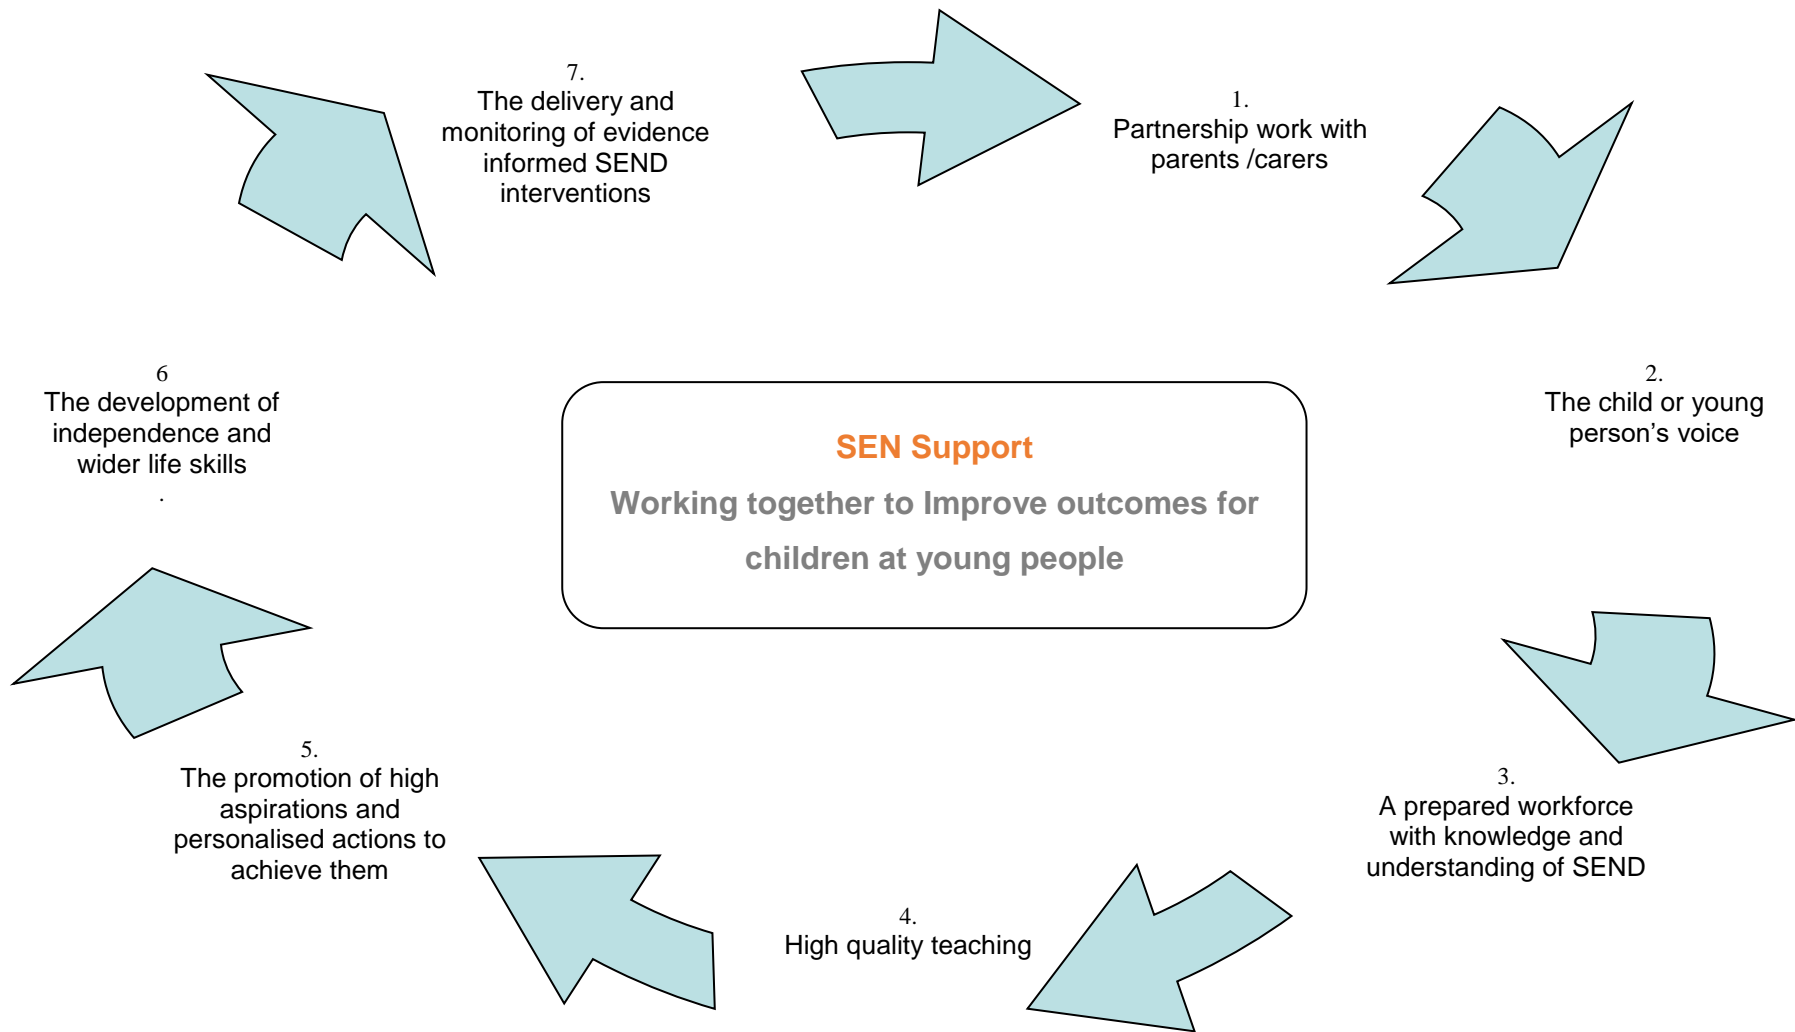 7.
The delivery and
monitoring of evidence
informed SEND
interventions
1.
Partnership work with
parents /carers
2.
The child or young
person’s voice
3.
A prepared workforce
with knowledge and
understanding of SEND
4.
High quality teaching
5.
The promotion of high
aspirations and
personalised actions to
achieve them
6
The development of
independence and
wider life skills
.
SEN Support
Working together to Improve outcomes for
children at young people